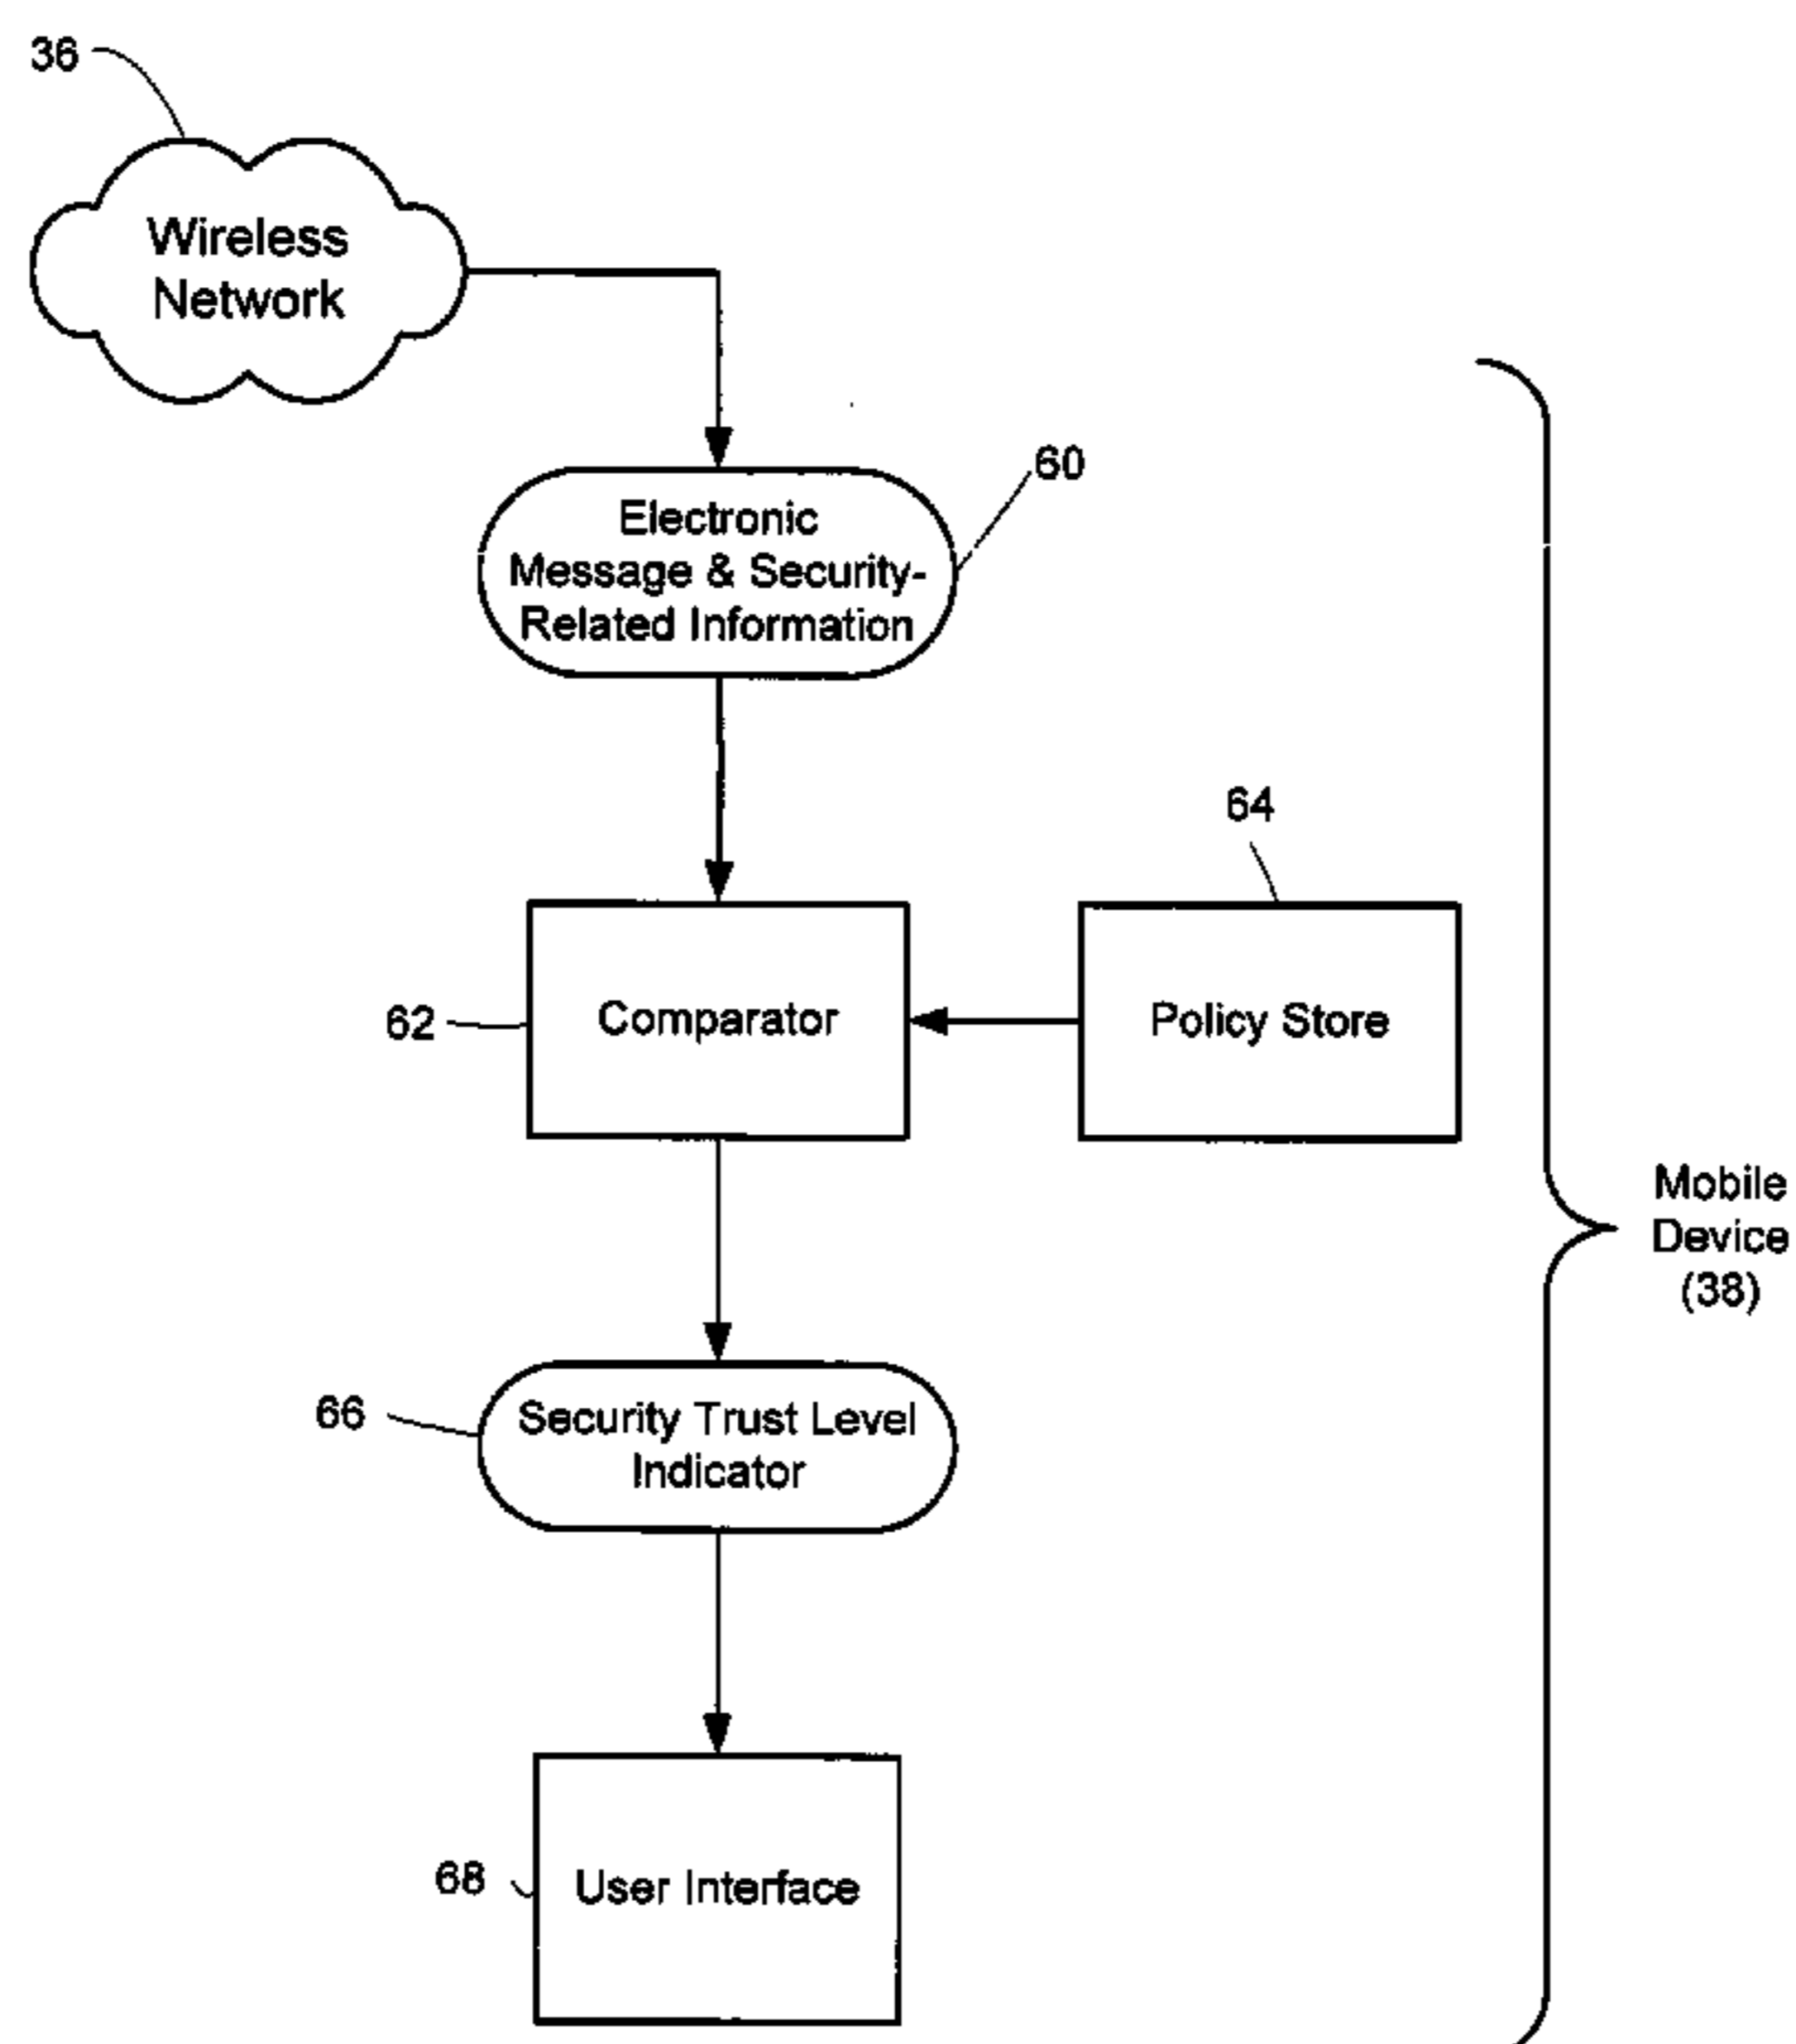 36
Wireless
Network
60
Electronic
Message & Security-
Related Information
64
62
Comparator
Policy Store
Mobile
Device
(38)
66
Security Trust Level
Indicator
68
User Interface